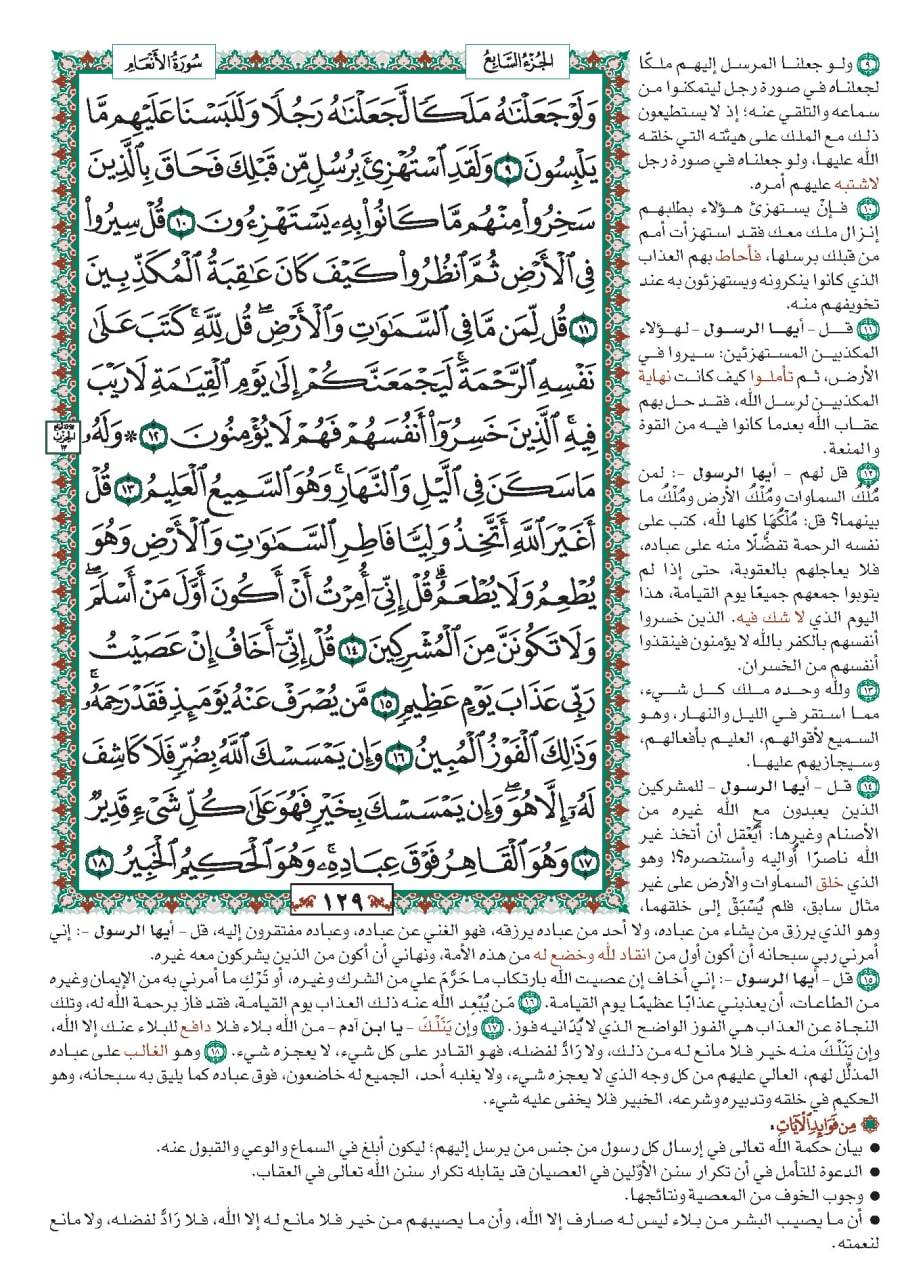 سُورَةُ الأَنْعَامِ
الجُزْءُ السَّابِعُ
وَلَوْ جَعَلْنَٰهُ مَلَكًا لَّجَعَلْنَٰهُ رَجُلًا وَلَلَبَسْنَا عَلَيْهِم مَّا
يَلْبِسُونَ ٩ وَلَقَدِ ٱسْتُهْزِئَ بِرُسُلٍ مِّن قَبْلِكَ فَحَاقَ بِٱلَّذِينَ
سَخِرُوا۟ مِنْهُم مَّا كَانُوا۟ بِهِۦ يَسْتَهْزِءُونَ ١٠ قُلْ سِيرُوا۟
فِى ٱلْأَرْضِ ثُمَّ ٱنظُرُوا۟ كَيْفَ كَانَ عَٰقِبَةُ ٱلْمُكَذِّبِينَ
١١ قُل لِّمَن مَّا فِى ٱلسَّمَٰوَٰتِ وَٱلْأَرْضِ ۖ قُل لِّلَّهِ ۚ كَتَبَ عَلَىٰ
نَفْسِهِ ٱلرَّحْمَةَ ۚ لَيَجْمَعَنَّكُمْ إِلَىٰ يَوْمِ ٱلْقِيَٰمَةِ لَا رَيْبَ
فِيهِ ۚ ٱلَّذِينَ خَسِرُوٓا۟ أَنفُسَهُمْ فَهُمْ لَا يُؤْمِنُونَ ١٢ ۞ وَلَهُۥ
مَا سَكَنَ فِى ٱلَّيْلِ وَٱلنَّهَارِ ۚ وَهُوَ ٱلسَّمِيعُ ٱلْعَلِيمُ ١٣ قُلْ
أَغَيْرَ ٱللَّهِ أَتَّخِذُ وَلِيًّا فَاطِرِ ٱلسَّمَٰوَٰتِ وَٱلْأَرْضِ وَهُوَ
يُطْعِمُ وَلَا يُطْعَمُ ۗ قُلْ إِنِّىٓ أُمِرْتُ أَنْ أَكُونَ أَوَّلَ مَنْ أَسْلَمَ ۖ
وَلَا تَكُونَنَّ مِنَ ٱلْمُشْرِكِينَ ١٤ قُلْ إِنِّىٓ أَخَافُ إِنْ عَصَيْتُ
رَبِّى عَذَابَ يَوْمٍ عَظِيمٍ ١٥ مَّن يُصْرَفْ عَنْهُ يَوْمَئِذٍ فَقَدْ رَحِمَهُۥ ۚ
وَذَٰلِكَ ٱلْفَوْزُ ٱلْمُبِينُ ١٦ وَإِن يَمْسَسْكَ ٱللَّهُ بِضُرٍّ فَلَا كَاشِفَ
لَهُۥٓ إِلَّا هُوَ ۖ وَإِن يَمْسَسْكَ بِخَيْرٍ فَهُوَ عَلَىٰ كُلِّ شَىْءٍ قَدِيرٌ
١٧ وَهُوَ ٱلْقَاهِرُ فَوْقَ عِبَادِهِۦ ۚ وَهُوَ ٱلْحَكِيمُ ٱلْخَبِيرُ ١٨
١٢٩
٩ ولـو جعلنـا المرسل إليهم ملكًا
لجعلناه في صورة رجل ليتمكنوا من
سماعه والتلقي عنه؛ إذ لا يستطيعون
ذلك مع الملك على هيئته التي خلقه
الله عليها، ولو جعلناه في صورة رجل
لاشتبه عليهم أمره.
١٠ فإنْ يستهزئ هؤلاء بطلبهم
إنزال ملك معك فقد استهزأت أمم
من قبلك برسلها، فأحاط بهم العذاب
الذي كانوا ينكرونه ويستهزئون به عند
تخويفهم منه.
١١ قل - أيها الرسول - لهؤلاء
المكذبين المستهزئين: سيروا في
الأرض، ثم تأملوا كيف كانت نهاية
المكذبين لرسل الله، فقد حل بهم
عقاب الله بعدما كانوا فيه من القوة
والمنعة.
١٢ قل لهم - أيها الرسول -: لمن
مُلْكُ السماوات ومُلْكُ الأرض ومُلْكُ ما
بينهما؟ قل: مُلْكُهَا كلها لله، كتب على
نفسه الرحمة تفضُّلًا منه على عباده،
فلا يعاجلهم بالعقوبة، حتى إذا لم
يتوبوا جمعهم جميعًا يوم القيامة، هذا
اليوم الذي لا شك فيه. الذين خسروا
أنفسهم بالكفر بالله لا يؤمنون فينقذوا
أنفسهم من الخسران.
١٣ ولله وحده ملك كل شيء،
مما استقر في الليل والنهار، وهو
السميع لأقوالهم، العليم بأفعالهم،
وسيجازيهم عليها.
١٤ قل - أيها الرسول - للمشركين
الذين يعبدون مع الله غيره من
الأصنام وغيرها: أَيُعْقل أن أتخذ غير
الله ناصرًا أُواليه وأستنصره؟! وهو
الذي خلق السماوات والأرض على غير
مثال سابق، فلم يُسْبَقْ إلى خلقهما،
وهو الذي يرزق من يشاء من عباده، ولا أحد من عباده يرزقه، فهو الغني عن عباده، وعباده مفتقرون إليه، قل - أيها الرسول -: إني
أمرني ربي سبحانه أن أكون أول من انقاد لله وخضع له من هذه الأمة، ونهاني أن أكون من الذين يشركون معه غيره.
١٥ قل - أيها الرسول -: إني أخاف إن عصيت الله بارتكاب ما حَرَّمَ علي من الشرك وغيره، أو تَرْكِ ما أمرني به من الإيمان وغيره
من الطاعات، أن يعذبني عذابًا عظيمًا يوم القيامة. ١٦ مَنْ يُبْعِد الله عنه ذلك العذاب يوم القيامة، فقد فاز برحمة الله له، وتلك
النجاة عن العذاب هي الفوز الواضح الذي لا يُدَانيه فوز. ١٧ وإن يَنَلْكَ - يا ابن آدم - من الله بلاء فلا دافع للبلاء عنك إلا الله،
وإن يَنَلْكَ منه خير فلا مانع له من ذلك، ولا رَادَّ لفضله، فهو القادر على كل شيء، لا يعجزه شيء. ١٨ وهو الغالب على عباده
المذلِّل لهم، العالي عليهم من كل وجه الذي لا يعجزه شيء، ولا يغلبه أحد، الجميع له خاضعون، فوق عباده كما يليق به سبحانه، وهو
الحكيم في خلقه وتدبيره وشرعه، الخبير فلا يخفى عليه شيء.
مِن فَوَائِدِ الآيَاتِ:
● بيان حكمة الله تعالى في إرسال كل رسول من جنس من يرسل إليهم؛ ليكون أبلغ في السماع والوعي والقبول عنه.
● الدعوة للتأمل في أن تكرار سنن الأوّلين في العصيان قد يقابله تكرار سنن الله تعالى في العقاب.
● وجوب الخوف من المعصية ونتائجها.
● أن ما يصيب البشر من بلاء ليس له صارف إلا الله، وأن ما يصيبهم من خير فلا مانع له إلا الله، فلا رَادَّ لفضله، ولا مانع
لنعمته.